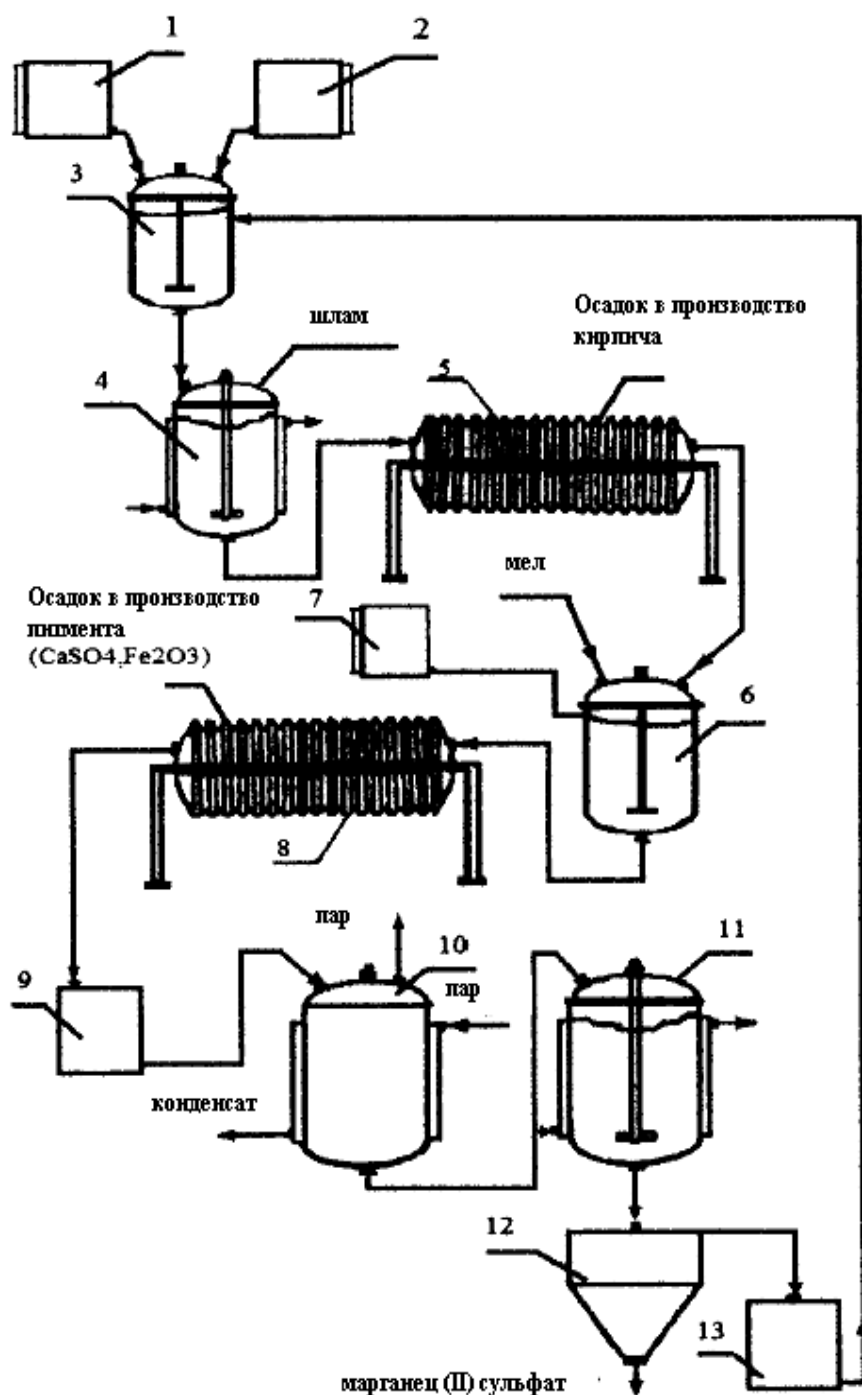 1
2
3
шлам
Осадок в производство
кирпича
5
4
мел
Осадок в производство
пигмента
(CaSO4,Fe2O3)
7
6
8
пар
10
11
пар
9
конденсат
12
13
марганец (II) сульфат